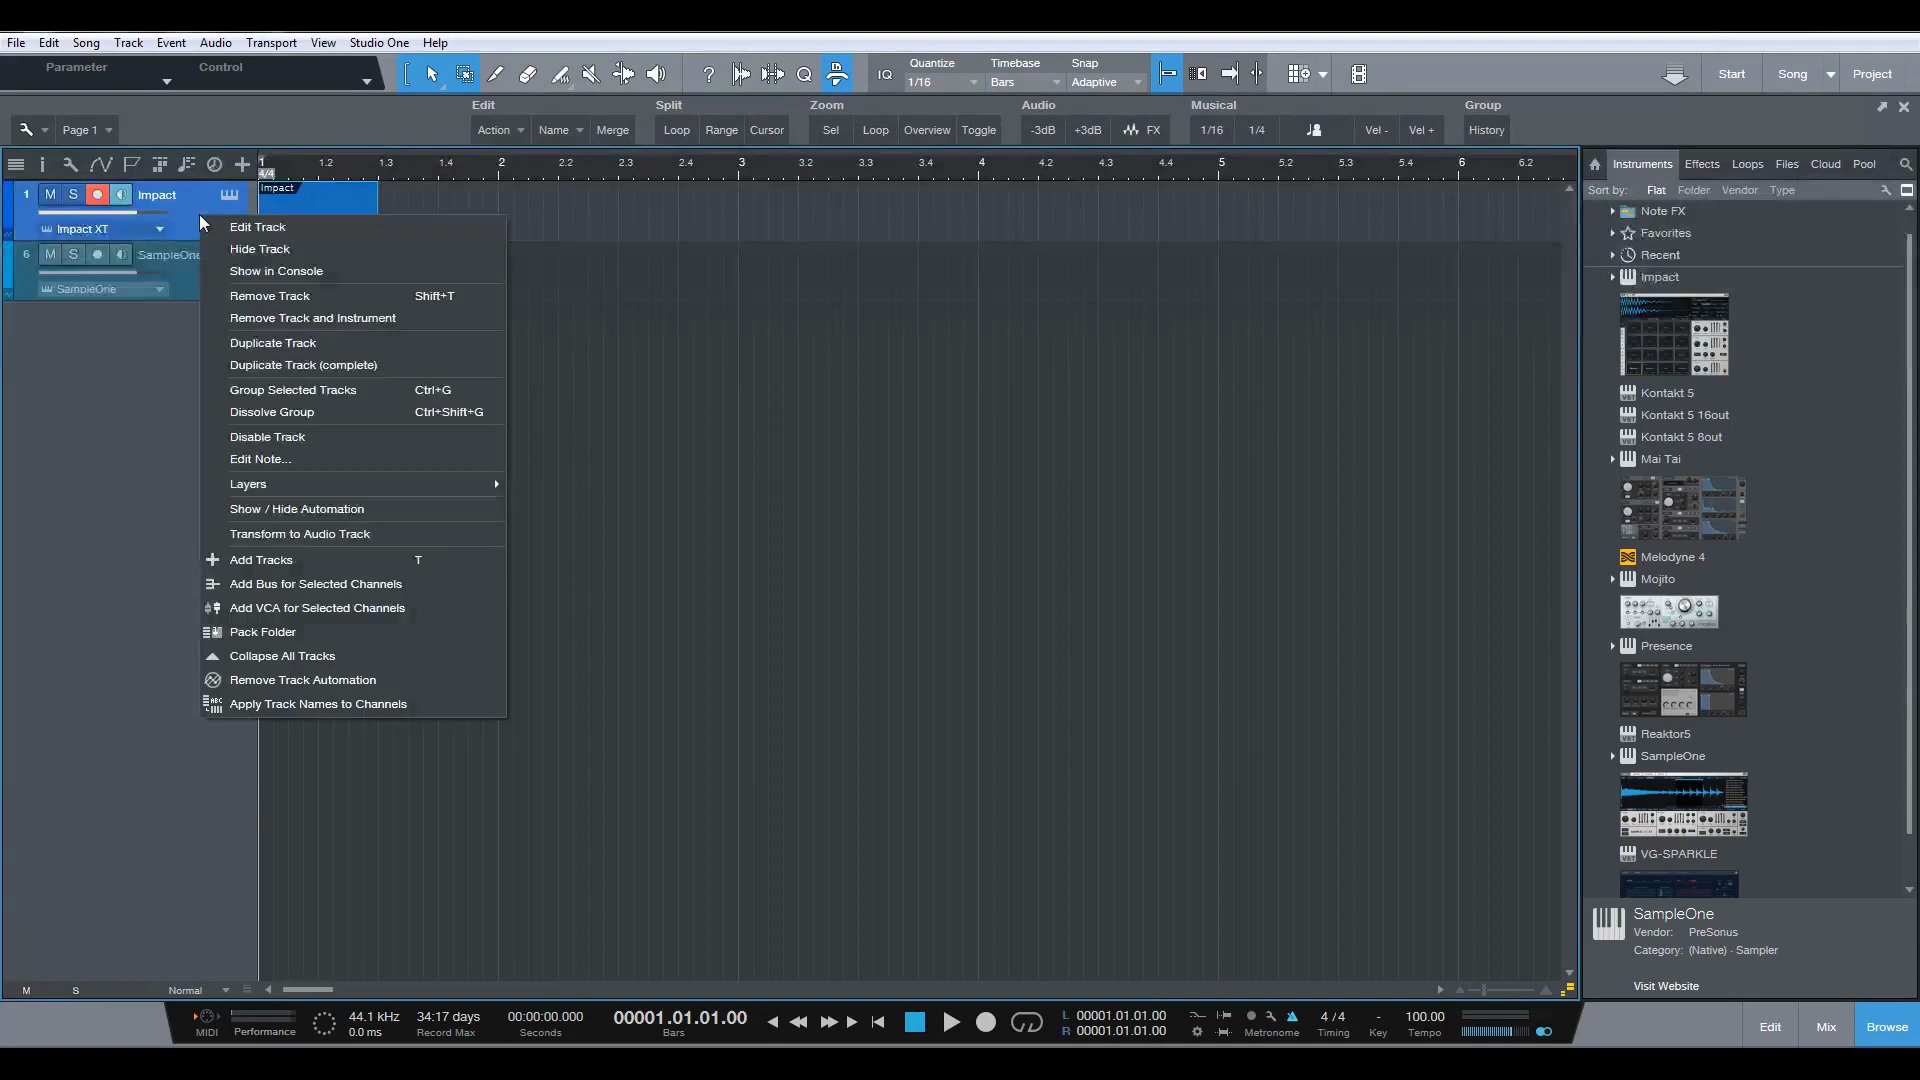 File Edit Song Track Event Audio Transport View Studio One Help
Parameter Control
Quantize Timebase Snap
IQ 1/16 Bars Adaptive
Start Song Project
Edit Split Zoom Audio Musical Group
Page 1 Action Name Merge Loop Range Cursor Sel Loop Overview Toggle -3dB +3dB FX 1/16 1/4 Vel - Vel + History
1 1.2 1.3 1.4 2 2.2 2.3 2.4 3 3.2 3.3 3.4 4 4.2 4.3 4.4 5 5.2 5.3 5.4 6 6.2
4/4
1 M S Impact
Impact
Impact XT
6 M S SampleOne
SampleOne
Edit Track
Hide Track
Show in Console
Remove Track Shift+T
Remove Track and Instrument
Duplicate Track
Duplicate Track (complete)
Group Selected Tracks Ctrl+G
Dissolve Group Ctrl+Shift+G
Disable Track
Edit Note...
Layers
Show / Hide Automation
Transform to Audio Track
Add Tracks T
Add Bus for Selected Channels
Add VCA for Selected Channels
Pack Folder
Collapse All Tracks
Remove Track Automation
Apply Track Names to Channels
Instruments Effects Loops Files Cloud Pool
Sort by: Flat Folder Vendor Type
Note FX
Favorites
Recent
Impact
Kontakt 5
Kontakt 5 16out
Kontakt 5 8out
Mai Tai
Melodyne 4
Mojito
Presence
Reaktor5
SampleOne
VG-SPARKLE
SampleOne
Vendor: PreSonus
Category: (Native) - Sampler
Visit Website
M S Normal
MIDI Performance
44.1 kHz
0.0 ms
34:17 days
Record Max
00:00:00.000
Seconds
00001.01.01.00
Bars
L 00001.01.01.00
R 00001.01.01.00
Metronome
4 / 4
Timing
-
Key
100.00
Tempo
Edit Mix Browse